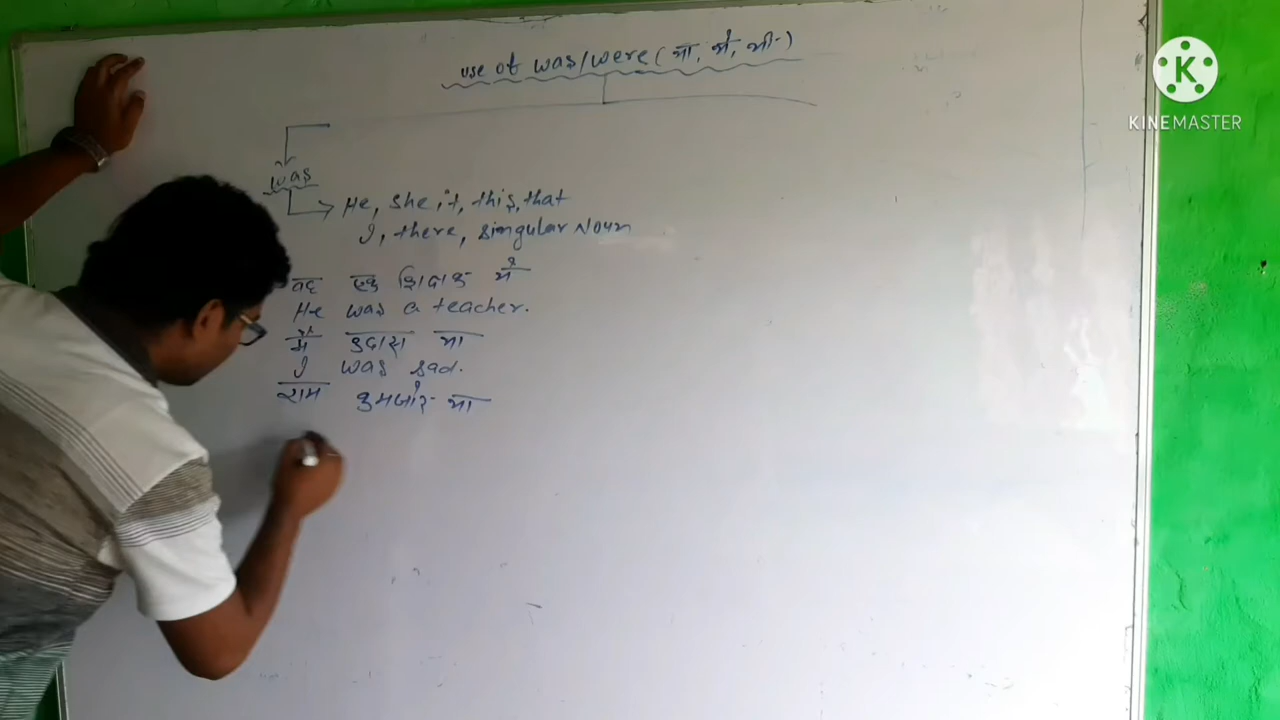 use of was/were (था, थे, थी)
was
He, she it, this, that
I, there, singular Noun
वह एक शिक्षक थे
He was a teacher.
मैं उदास था
I was sad.
राम कमजोर था
K
KINEMASTER